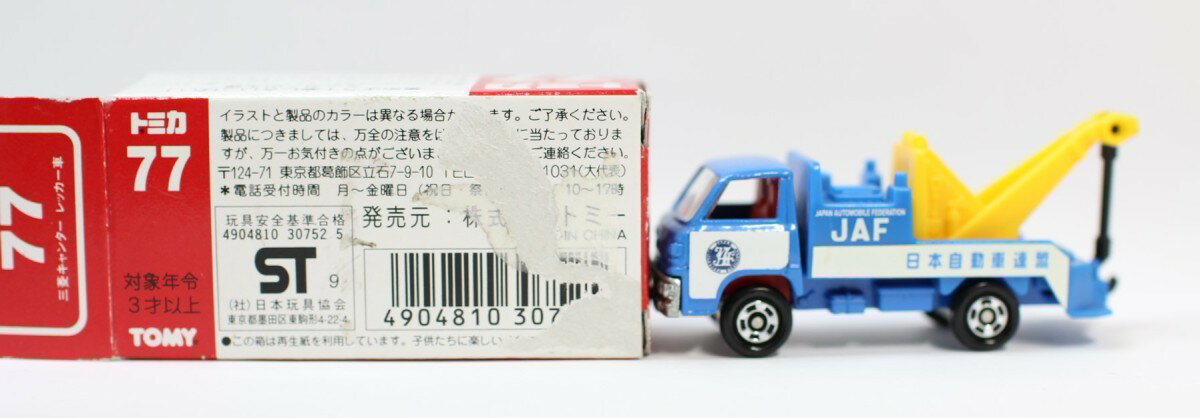 77
三菱キャンター レッカー車
トミカ
77
対象年令
3才以上
TOMY
イラストと製品のカラーは異なる場合が ます。ご了承ください。
製品につきましては、万全の注意を に当たっておりま
すが、万一お気付きの点がございま ご連絡ください。
〒124-71 東京都葛飾区立石7-9-10 TEL 1031(大代表)
*電話受付時間 月〜金曜日(祝日 祭 10〜17時
発売元:株式 トミー
IN CHINA
玩具安全基準合格
4904810 30752 5
ST 9
(社)日本玩具協会
東京都墨田区東駒形4-22-4
4904810 307
●この箱は再生紙を利用しています。子供たちに楽しい
JAPAN AUTOMOBILE FEDERATION
JAF
日本自動車連盟